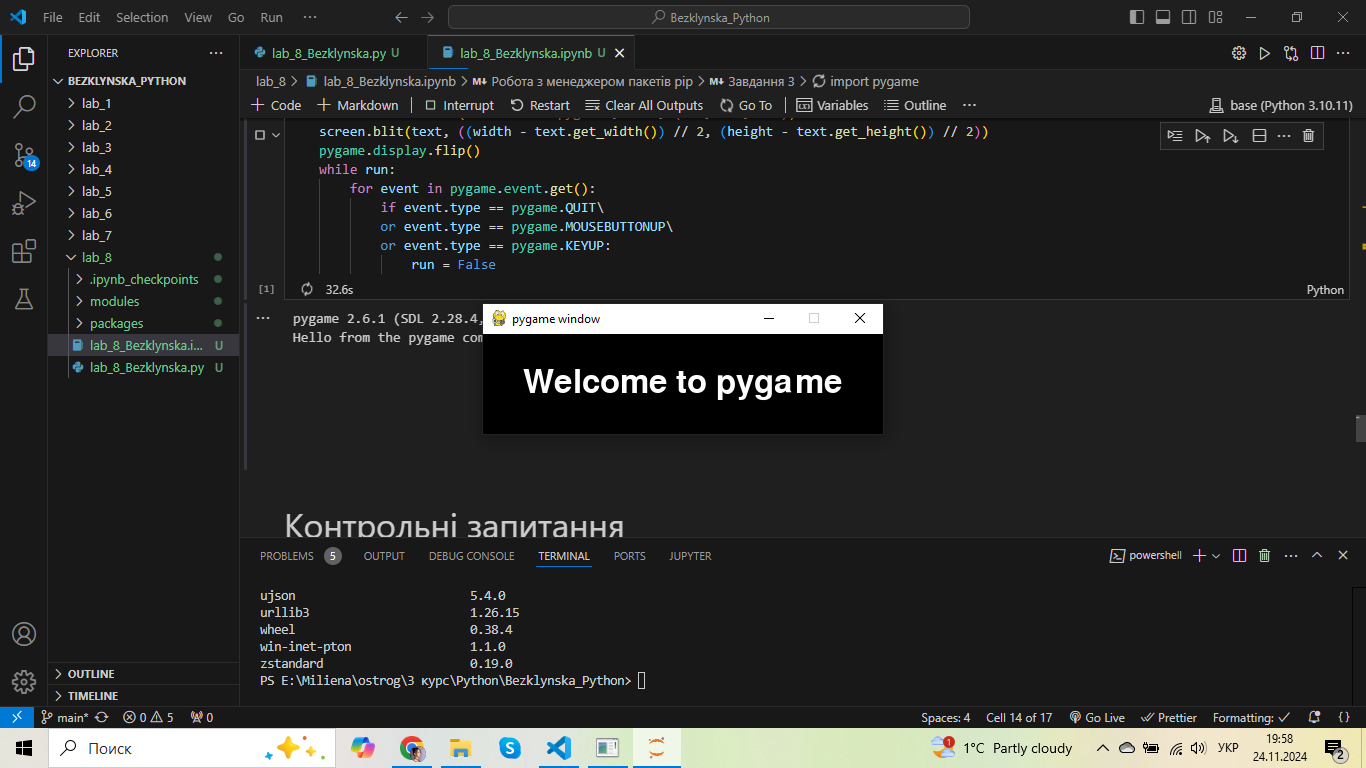 File Edit Selection View Go Run ··· Bezklynska_Python
EXPLORER ···
BEZKLYNSKA_PYTHON
lab_1
lab_2
lab_3
lab_4
lab_5
lab_6
lab_7
lab_8
.ipynb_checkpoints
modules
packages
lab_8_Bezklynska.i... U
lab_8_Bezklynska.py U
OUTLINE
TIMELINE
lab_8_Bezklynska.py U lab_8_Bezklynska.ipynb U
lab_8 > lab_8_Bezklynska.ipynb > M↓ Робота з менеджером пакетів pip > M↓ Завдання 3 > import pygame
+ Code + Markdown | Interrupt Restart Clear All Outputs Go To | Variables Outline ··· base (Python 3.10.11)
screen.blit(text, ((width - text.get_width()) // 2, (height - text.get_height()) // 2))
pygame.display.flip()
while run:
for event in pygame.event.get():
if event.type == pygame.QUIT\
or event.type == pygame.MOUSEBUTTONUP\
or event.type == pygame.KEYUP:
run = False
[1] 32.6s Python
··· pygame 2.6.1 (SDL 2.28.4,
Hello from the pygame com
pygame window
Welcome to pygame
Контрольні запитання
PROBLEMS 5 OUTPUT DEBUG CONSOLE TERMINAL PORTS JUPYTER powershell
ujson 5.4.0
urllib3 1.26.15
wheel 0.38.4
win-inet-pton 1.1.0
zstandard 0.19.0
PS E:\Miliena\ostrog\3 курс\Python\Bezklynska_Python>
14
main* 0 5 0 Spaces: 4 Cell 14 of 17 Go Live Prettier Formatting: ✓ {}
Поиск 1 1°C Partly cloudy УКР 19:58
24.11.2024 2